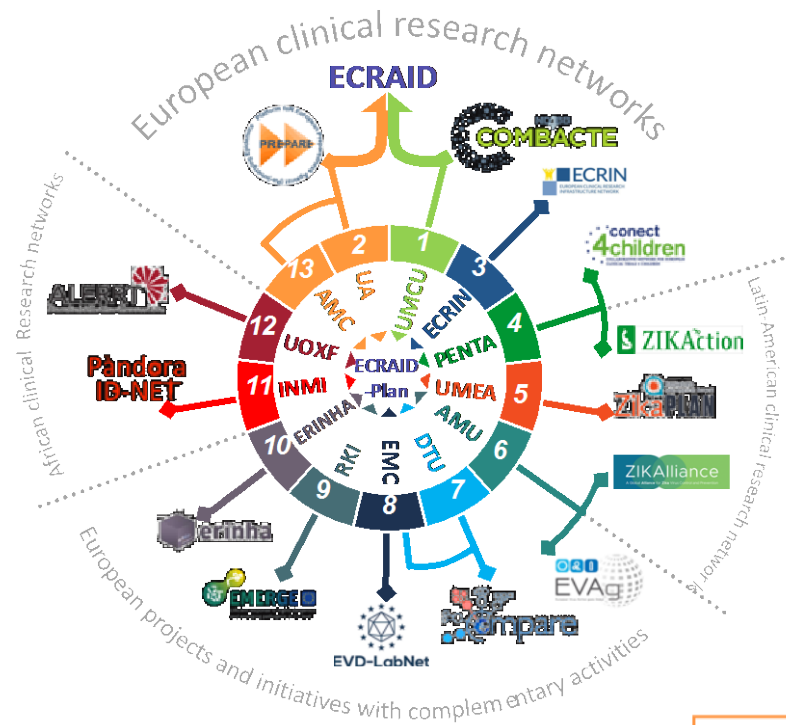 European clinical research networks
ECRAID
PREPARE
COMBACTE
ECRIN
EUROPEAN CLINICAL RESEARCH
INFRASTRUCTURE NETWORK
conect
4children
ZIKAction
ZikaPLAN
ZIKAlliance
EVAg
Latin-American clinical research networks
African clinical Research networks
ALERRT
Pàndora
ID-NET
erinha
EMERGE
EVD-LabNet
Compare
European projects and initiatives with complementary activities
1
2
3
4
5
6
7
8
9
10
11
12
13
UMCU
UA
ECRIN
PENTA
UMEA
AMU
DTU
EMC
RKI
ERINHA
INMI
UOXF
AMC
ECRAID
-Plan